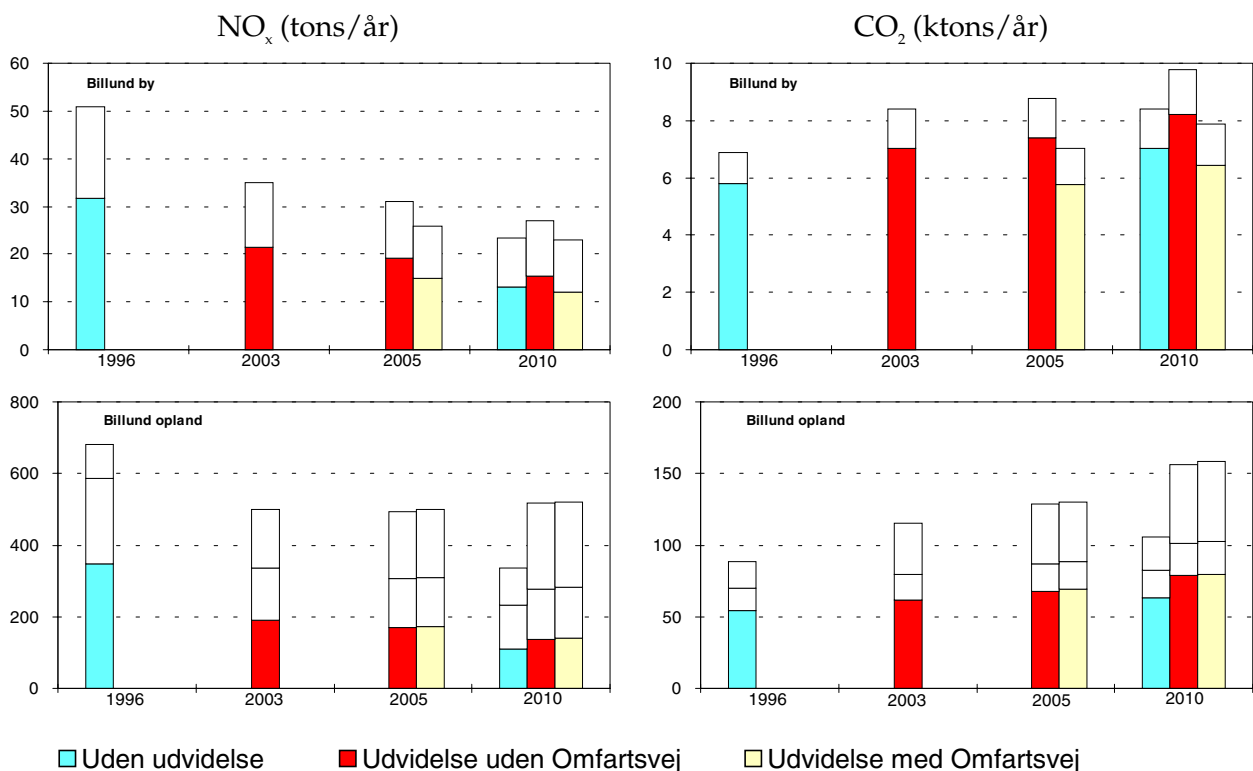 NOx (tons/år)
CO2 (ktons/år)
60
50
40
30
20
10
0
Billund by
1996 2003 2005 2010
10
8
6
4
2
0
Billund by
1996 2003 2005 2010
800
600
400
200
0
Billund opland
1996 2003 2005 2010
200
150
100
50
0
Billund opland
1996 2003 2005 2010
Uden udvidelse Udvidelse uden Omfartsvej Udvidelse med Omfartsvej